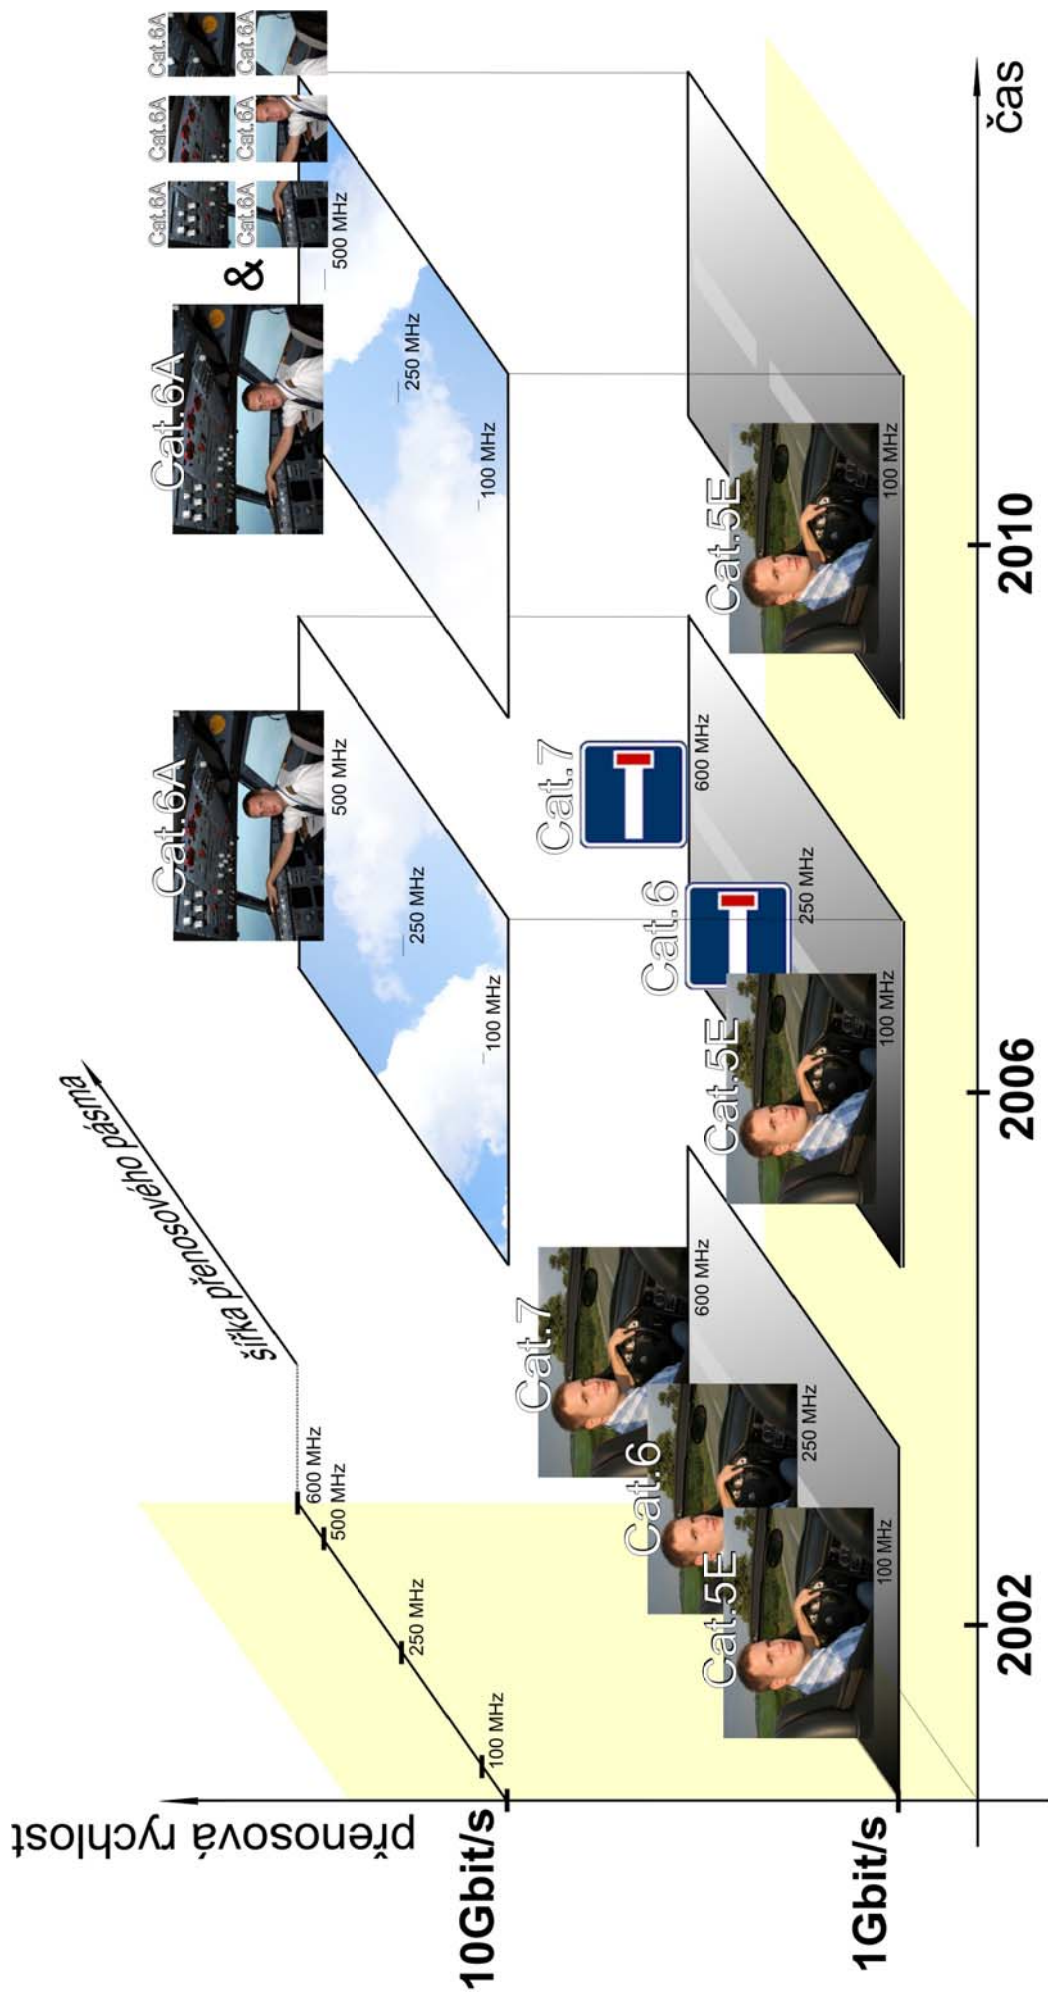 přenosová rychlost
šířka přenosového pásma
10Gbit/s
100 MHz
250 MHz
500 MHz
600 MHz
Cat.6A
500 MHz
250 MHz
100 MHz
Cat.6A
&
Cat.6A
Cat.6A
Cat.6A
Cat.6A
Cat.6A
Cat.6A
500 MHz
250 MHz
100 MHz
1Gbit/s
Cat.7
600 MHz
Cat.6
250 MHz
Cat.5E
100 MHz
Cat.7
600 MHz
Cat.6
250 MHz
Cat.5E
100 MHz
Cat.5E
100 MHz
2002
2006
2010
čas